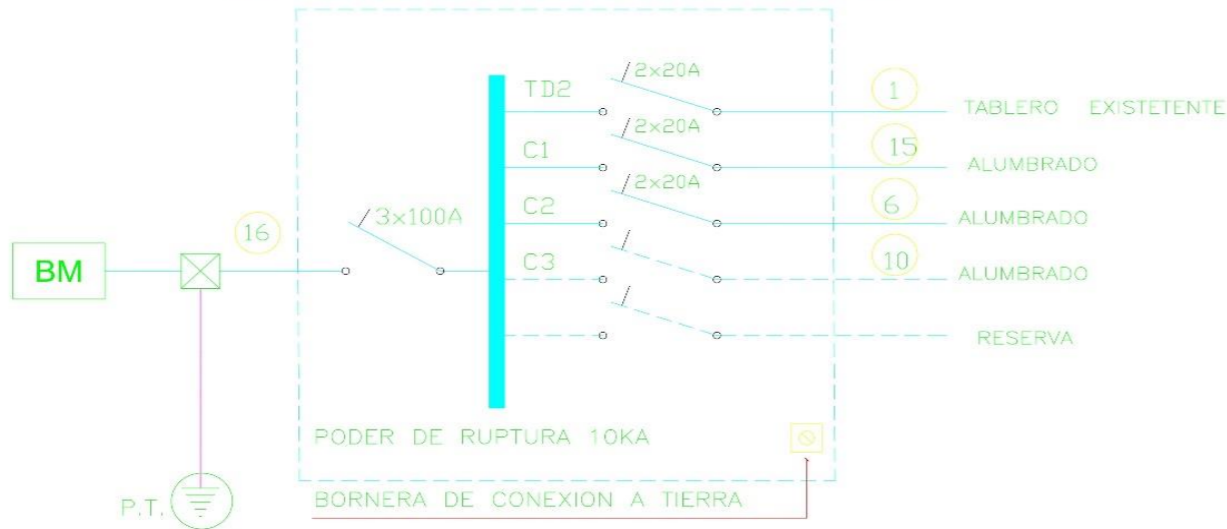 TD2
2x20A
1
TABLERO EXISTETENTE
C1
2x20A
15
ALUMBRADO
C2
2x20A
6
ALUMBRADO
C3
10
ALUMBRADO
RESERVA
BM
16
3x100A
P.T.
PODER DE RUPTURA 10KA
BORNERA DE CONEXION A TIERRA